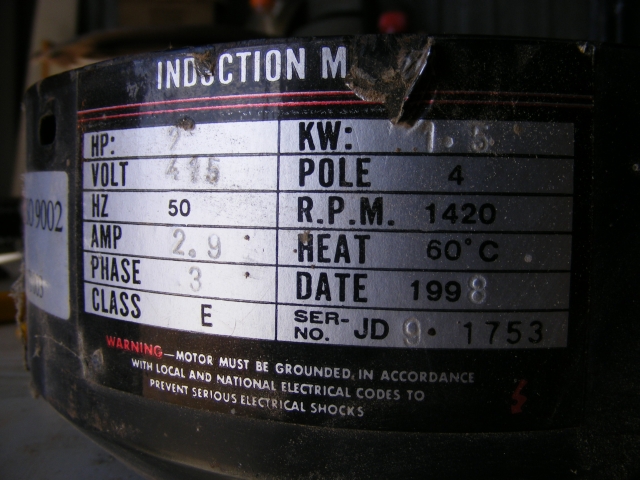 INDUCTION M
HP: 2 KW: 1.5
VOLT 415 POLE 4
HZ 50 R.P.M. 1420
AMP 2.9 HEAT 60°C
PHASE 3 DATE 1998
CLASS E SER-NO. JD 9· 1753
WARNING—MOTOR MUST BE GROUNDED, IN ACCORDANCE
WITH LOCAL AND NATIONAL ELECTRICAL CODES TO
PREVENT SERIOUS ELECTRICAL SHOCKS
9002